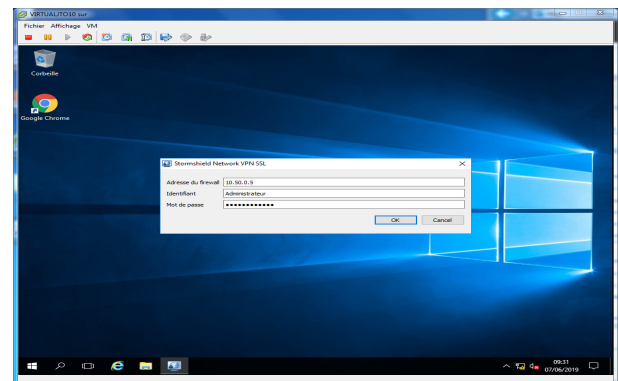 VIRTUALITO10 sur
Fichier Affichage VM
Corbeille
Google Chrome
Stormshield Network VPN SSL
Adresse du firewall 10.50.0.5
Identifiant Administrateur
Mot de passe ••••••••••••
OK Cancel
09:31
07/06/2019